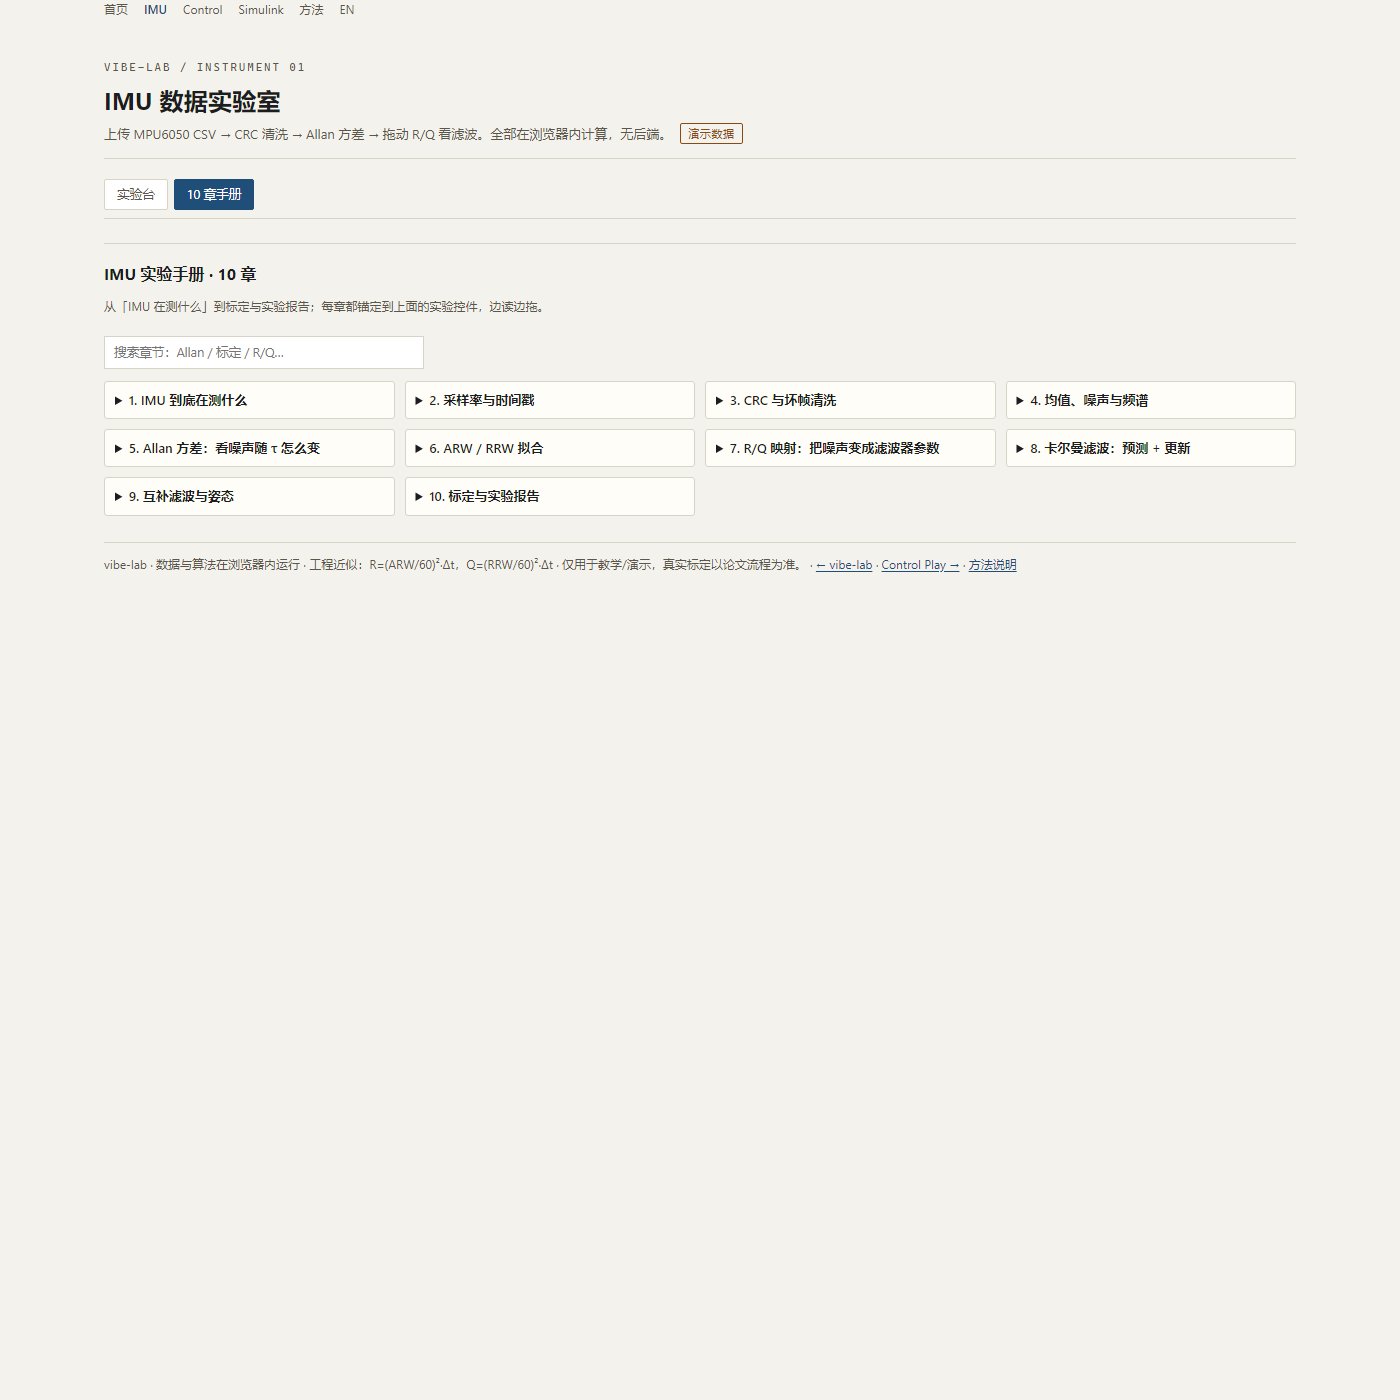 首页 IMU Control Simulink 方法 EN
VIBE-LAB / INSTRUMENT 01
IMU 数据实验室
上传 MPU6050 CSV → CRC 清洗 → Allan 方差 → 拖动 R/Q 看滤波。全部在浏览器内计算，无后端。 演示数据
实验台 10 章手册
IMU 实验手册 · 10 章
从「IMU 在测什么」到标定与实验报告；每章都锚定到上面的实验控件，边读边拖。
搜索章节：Allan / 标定 / R/Q…
▶ 1. IMU 到底在测什么 ▶ 2. 采样率与时间戳 ▶ 3. CRC 与坏帧清洗 ▶ 4. 均值、噪声与频谱
▶ 5. Allan 方差：看噪声随 τ 怎么变 ▶ 6. ARW / RRW 拟合 ▶ 7. R/Q 映射：把噪声变成滤波器参数 ▶ 8. 卡尔曼滤波：预测 + 更新
▶ 9. 互补滤波与姿态 ▶ 10. 标定与实验报告
vibe-lab · 数据与算法在浏览器内运行 · 工程近似：R=(ARW/60)²·Δt，Q=(RRW/60)²·Δt · 仅用于教学/演示，真实标定以论文流程为准。 · ← vibe-lab · Control Play → · 方法说明